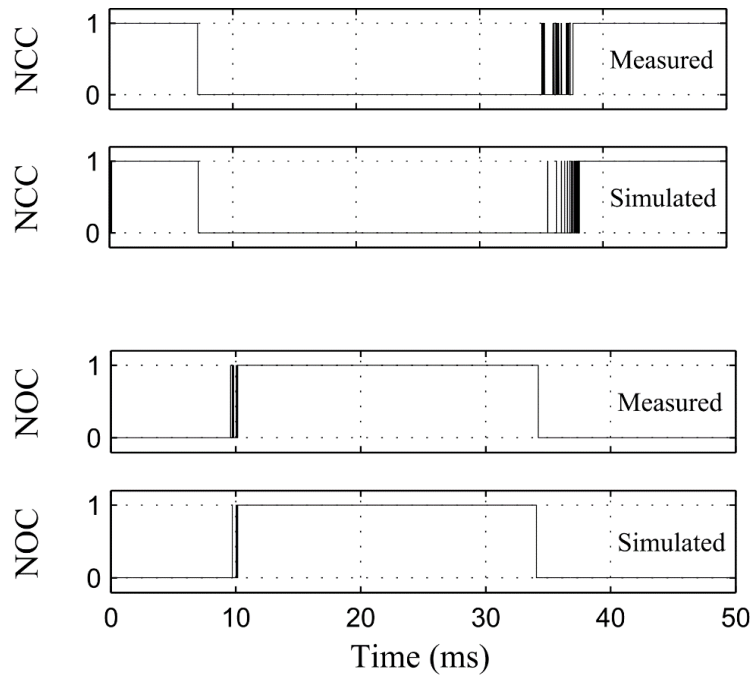 1
NCC
Measured
0
1
NCC
Simulated
0
1
NOC
Measured
0
1
NOC
Simulated
0
0 10 20 30 40 50
Time (ms)